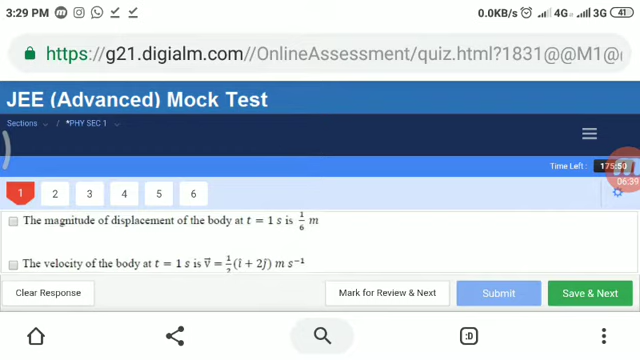 3:29 PM
0.0KB/s 4G 3G 41
https://g21.digialm.com//OnlineAssessment/quiz.html?1831@@M1@
JEE (Advanced) Mock Test
Sections / *PHY SEC 1
Time Left : 175:50
06:39
1 2 3 4 5 6
The magnitude of displacement of the body at t = 1 s is 1/6 m
The velocity of the body at t = 1 s is v⃗ = 1/2 (î + 2ĵ) m s⁻¹
Clear Response Mark for Review & Next Submit Save & Next
:D